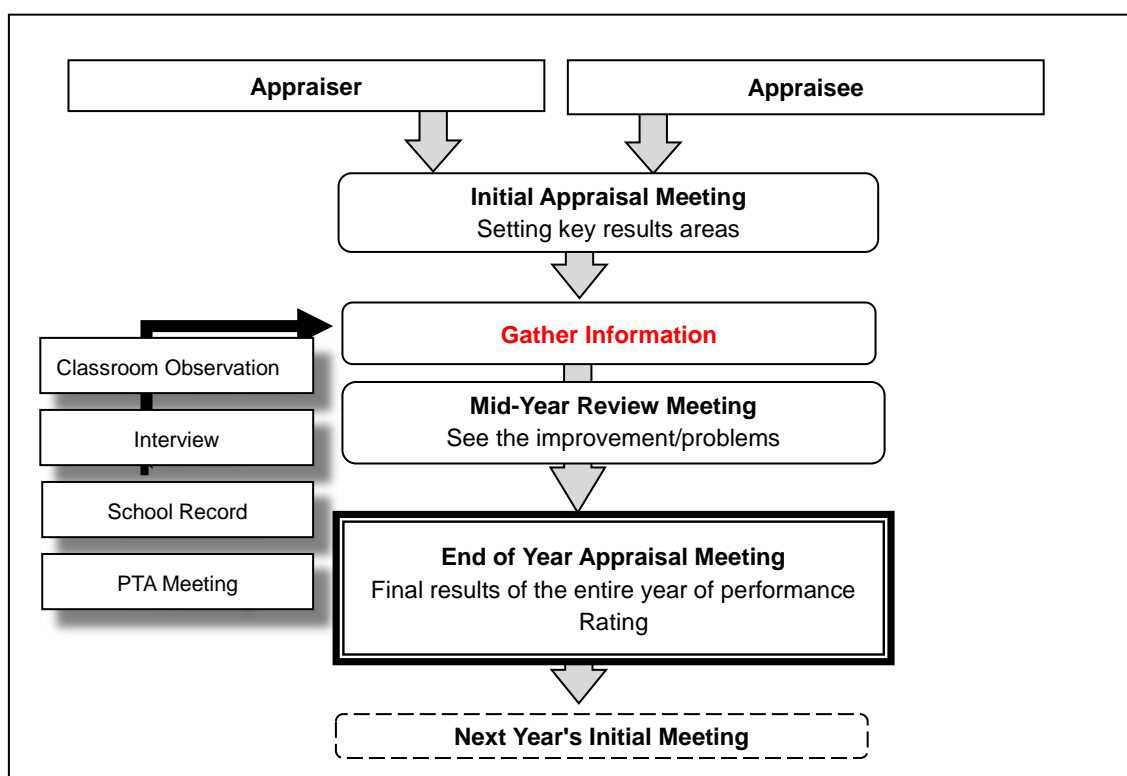 Appraiser
Appraisee
Initial Appraisal Meeting
Setting key results areas
Gather Information
Classroom Observation
Interview
School Record
PTA Meeting
Mid-Year Review Meeting
See the improvement/problems
End of Year Appraisal Meeting
Final results of the entire year of performance
Rating
Next Year's Initial Meeting